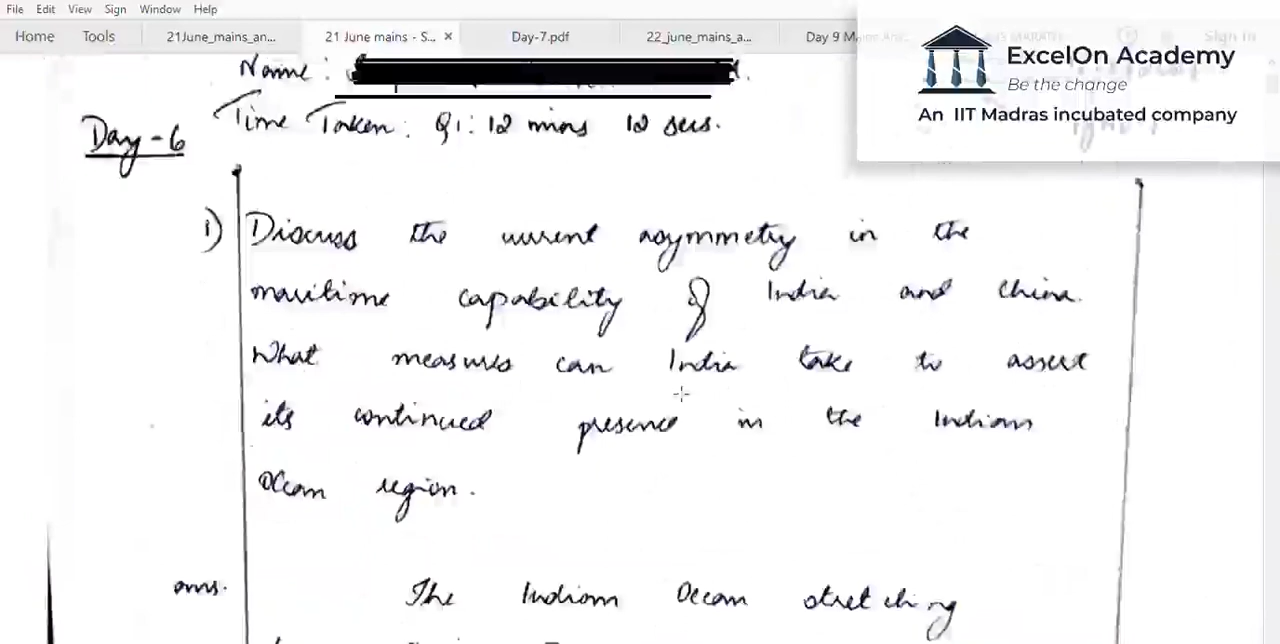 File Edit View Sign Window Help
Home Tools 21June_mains_an... 21 June mains - S... × Day-7.pdf 22_june_mains_a... Day 9 M
ExcelOn Academy
Be the change
An IIT Madras incubated company
Name :
Time Taken : Q1 : 12 mins 12 secs.
Day-6
1) Discuss the current asymmetry in the
maritime capability of India and China.
What measures can India take to assert
its continued presence in the Indian
Ocean region.
ans. The Indian Ocean stretching